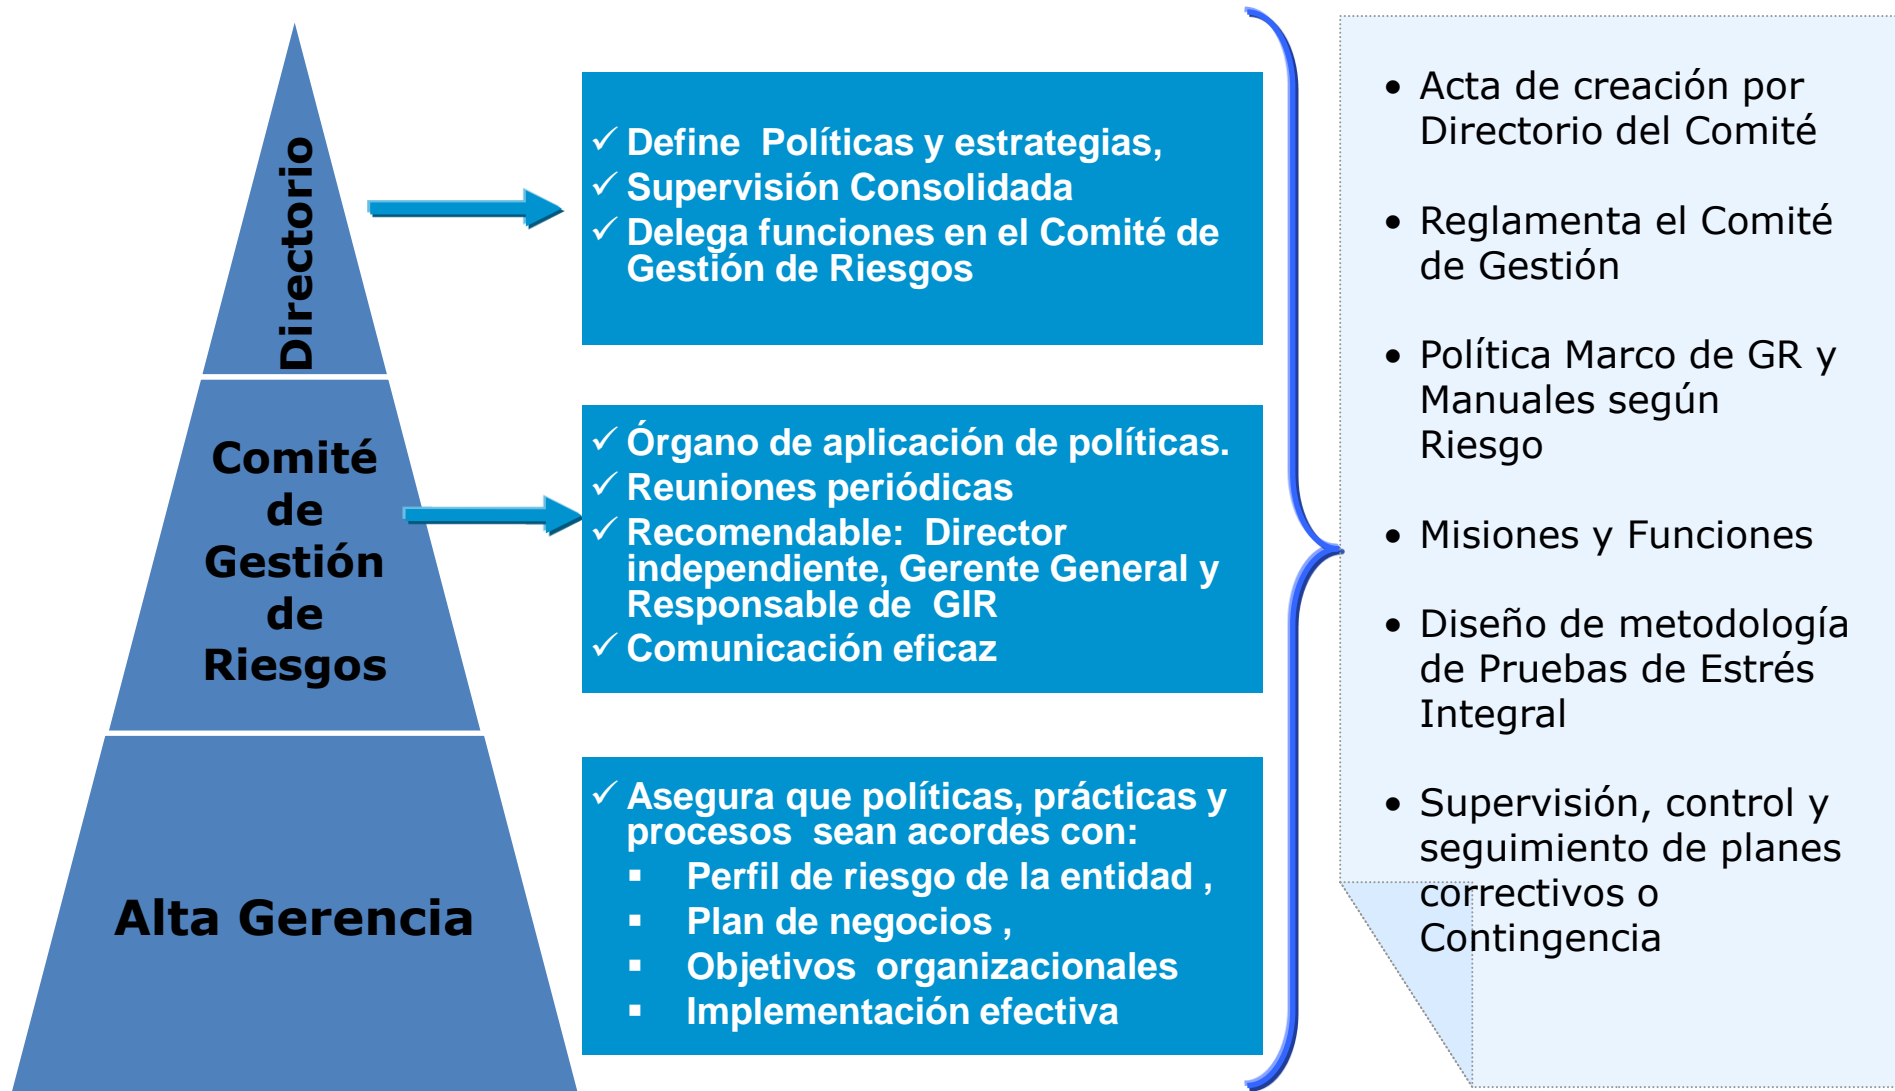 Directorio
✓ Define Políticas y estrategias,
✓ Supervisión Consolidada
✓ Delega funciones en el Comité de
Gestión de Riesgos
Comité
de
Gestión
de
Riesgos
✓ Órgano de aplicación de políticas.
✓ Reuniones periódicas
✓ Recomendable: Director
independiente, Gerente General y
Responsable de GIR
✓ Comunicación eficaz
Alta Gerencia
✓ Asegura que políticas, prácticas y
procesos sean acordes con:
▪ Perfil de riesgo de la entidad ,
▪ Plan de negocios ,
▪ Objetivos organizacionales
▪ Implementación efectiva
• Acta de creación por
Directorio del Comité
• Reglamenta el Comité
de Gestión
• Política Marco de GR y
Manuales según
Riesgo
• Misiones y Funciones
• Diseño de metodología
de Pruebas de Estrés
Integral
• Supervisión, control y
seguimiento de planes
correctivos o
Contingencia